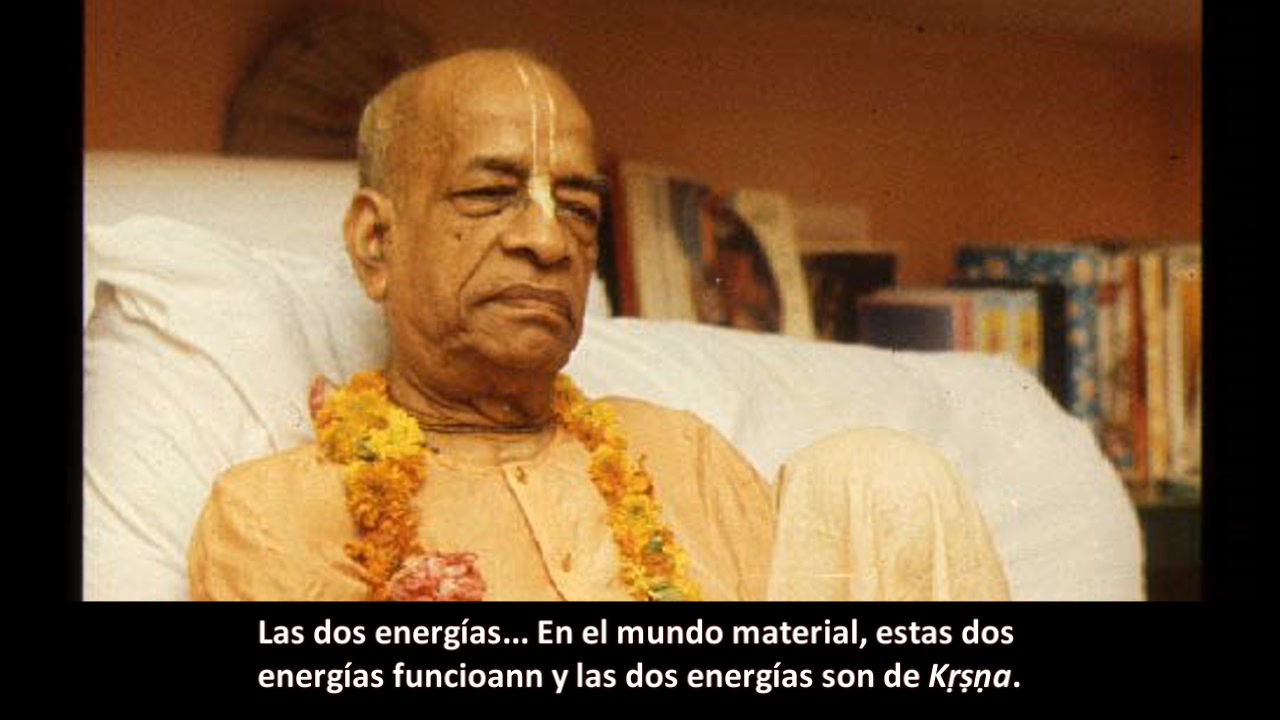 Las dos energías... En el mundo material, estas dos
energías funcioann y las dos energías son de Kṛṣṇa.